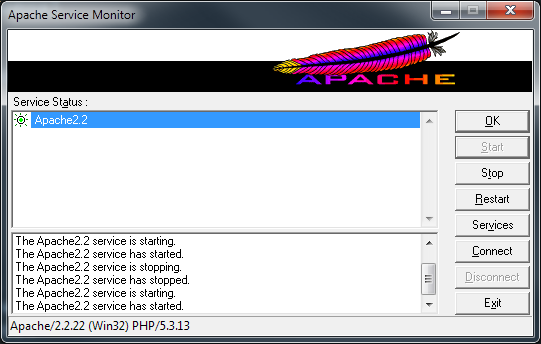 Apache Service Monitor
APACHE
Service Status :
Apache2.2
OK
Start
Stop
Restart
Services
Connect
Disconnect
Exit
The Apache2.2 service is starting.
The Apache2.2 service has started.
The Apache2.2 service is stopping.
The Apache2.2 service has stopped.
The Apache2.2 service is starting.
The Apache2.2 service has started.
Apache/2.2.22 (Win32) PHP/5.3.13